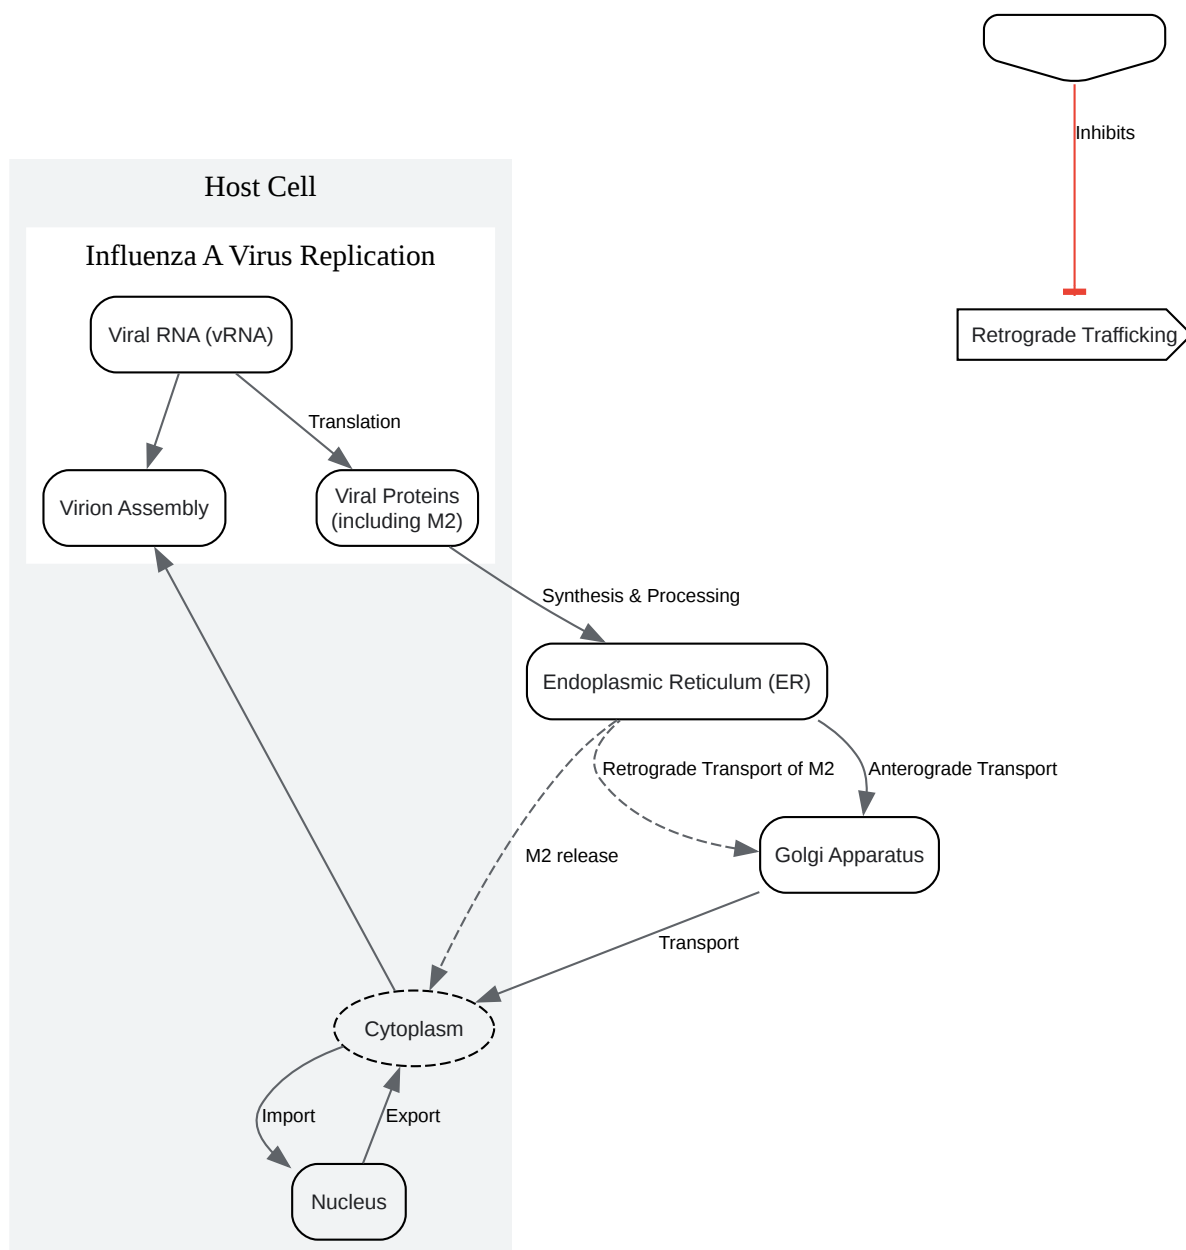 Inhibits
Host Cell
Influenza A Virus Replication
Viral RNA (vRNA)
Retrograde Trafficking
Translation
Virion Assembly
Viral Proteins
(including M2)
Synthesis & Processing
Endoplasmic Reticulum (ER)
Retrograde Transport of M2
Anterograde Transport
M2 release
Golgi Apparatus
Transport
Cytoplasm
Import
Export
Nucleus